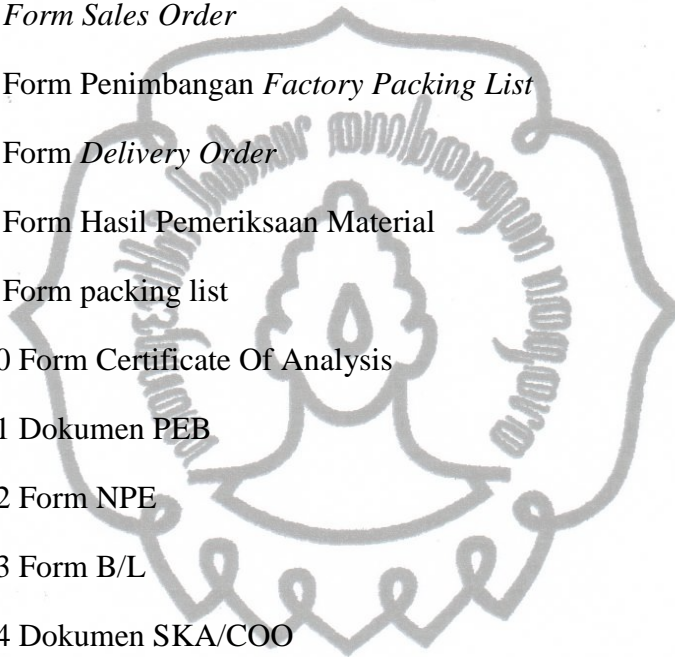 Form Sales Order
Form Penimbangan Factory Packing List
Form Delivery Order
Form Hasil Pemeriksaan Material
Form packing list
0 Form Certificate Of Analysis
1 Dokumen PEB
2 Form NPE
3 Form B/L
4 Dokumen SKA/COO